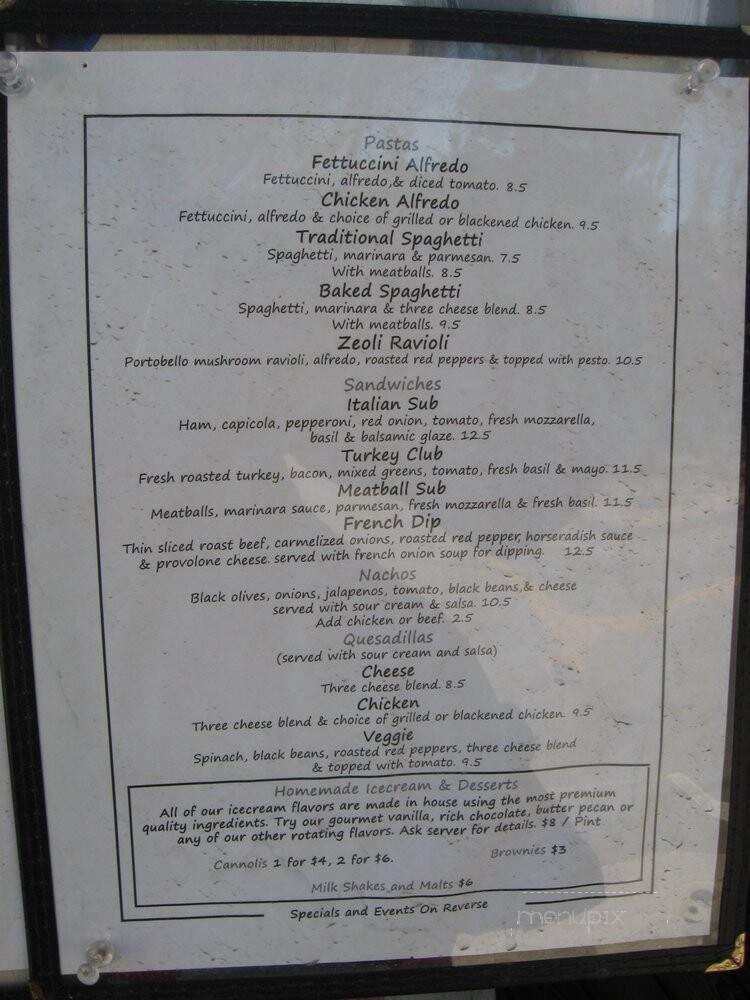 Pastas
Fettuccini Alfredo
Fettuccini, alfredo,& diced tomato. 8.5
Chicken Alfredo
Fettuccini, alfredo & choice of grilled or blackened chicken. 9.5
Traditional Spaghetti
Spaghetti, marinara & parmesan. 7.5
With meatballs. 8.5
Baked Spaghetti
Spaghetti, marinara & three cheese blend. 8.5
With meatballs. 9.5
Zeoli Ravioli
Portobello mushroom ravioli, alfredo, roasted red peppers & topped with pesto. 10.5
Sandwiches
Italian Sub
Ham, capicola, pepperoni, red onion, tomato, fresh mozzarella,
basil & balsamic glaze. 12.5
Turkey Club
Fresh roasted turkey, bacon, mixed greens, tomato, fresh basil & mayo. 11.5
Meatball Sub
Meatballs, marinara sauce, parmesan, fresh mozzarella & fresh basil. 11.5
French Dip
Thin sliced roast beef, carmelized onions, roasted red pepper, horseradish sauce
& provolone cheese. served with french onion soup for dipping. 12.5
Nachos
Black olives, onions, jalapenos, tomato, black beans,& cheese
served with sour cream & salsa. 10.5
Add chicken or beef. 2.5
Quesadillas
(served with sour cream and salsa)
Cheese
Three cheese blend. 8.5
Chicken
Three cheese blend & choice of grilled or blackened chicken. 9.5
Veggie
Spinach, black beans, roasted red peppers, three cheese blend
& topped with tomato. 9.5
Homemade Icecream & Desserts
All of our icecream flavors are made in house using the most premium
quality ingredients. Try our gourmet vanilla, rich chocolate, butter pecan or
any of our other rotating flavors. Ask server for details. $8 / Pint
Cannolis 1 for $4, 2 for $6. Brownies $3
Milk Shakes and Malts $6
Specials and Events On Reverse
menupix